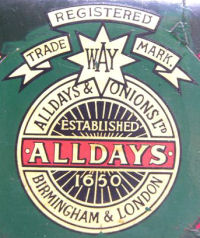 REGISTERED
TRADE MARK.
WAY
ALLDAYS & ONIONS LTD
ESTABLISHED
·ALLDAYS·
1650
BIRMINGHAM & LONDON